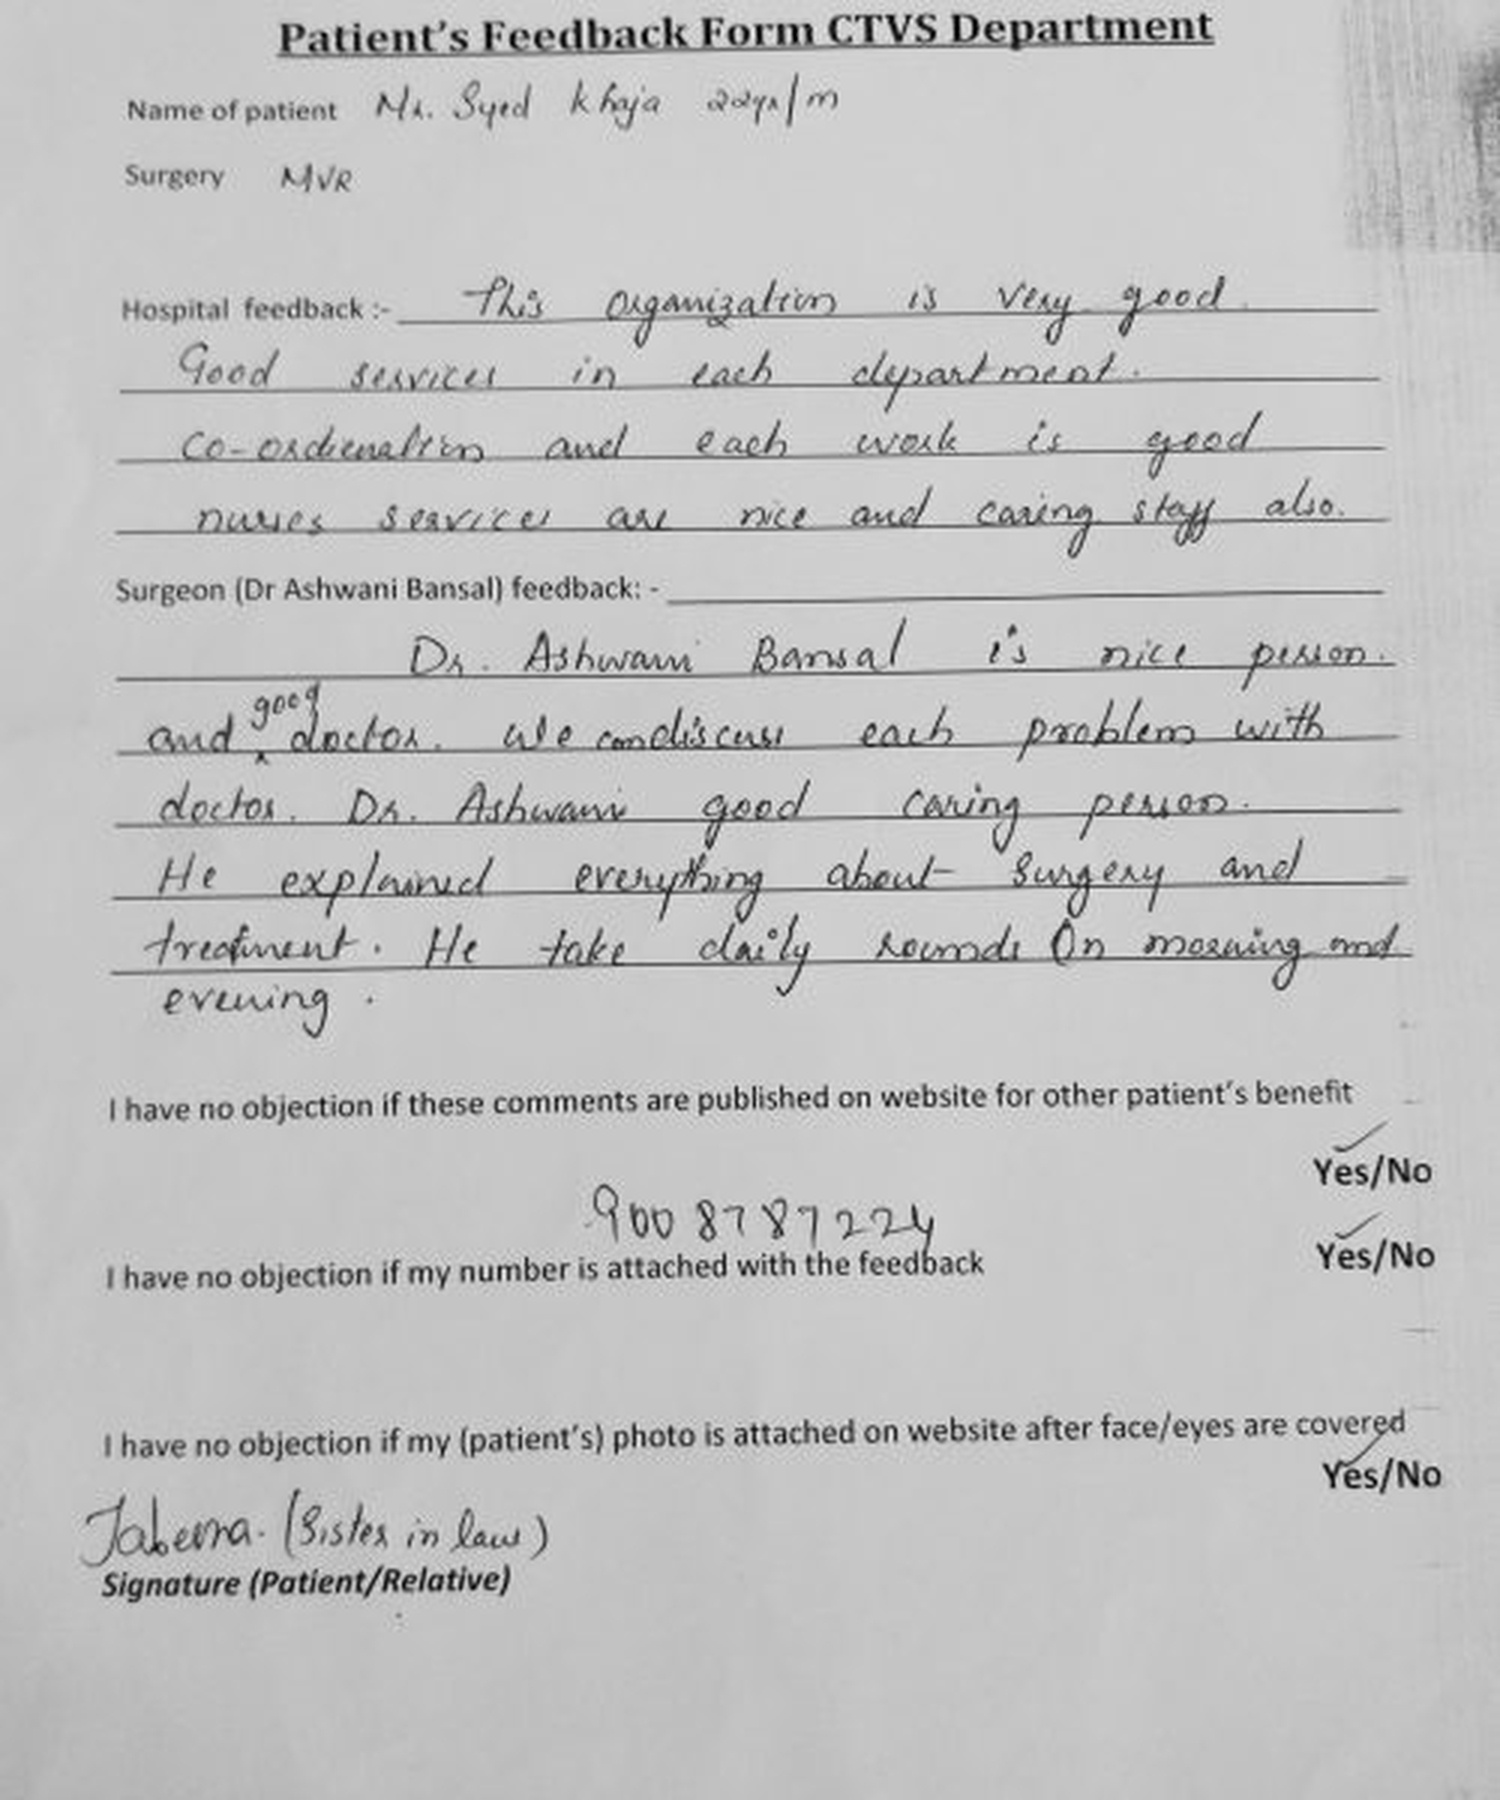 Patient's Feedback Form CTVS Department
Name of patient Mr. Syed Khaja 22yr/m
Surgery MVR
Hospital feedback :- This organization is very good.
Good services in each department.
co-ordienation and each work is good
nurses services are nice and caring staff also.
Surgeon (Dr Ashwani Bansal) feedback: -
Dr. Ashwani Bansal is nice person.
and good doctor. We can discuss each problem with
doctor. Dr. Ashwani good caring person.
He explained everything about surgery and
treatment. He take daily rounds On morning and
evening.
I have no objection if these comments are published on website for other patient's benefit
Yes/No
9008787224
I have no objection if my number is attached with the feedback Yes/No
I have no objection if my (patient's) photo is attached on website after face/eyes are covered
Yes/No
(Sister in law)
Signature (Patient/Relative)